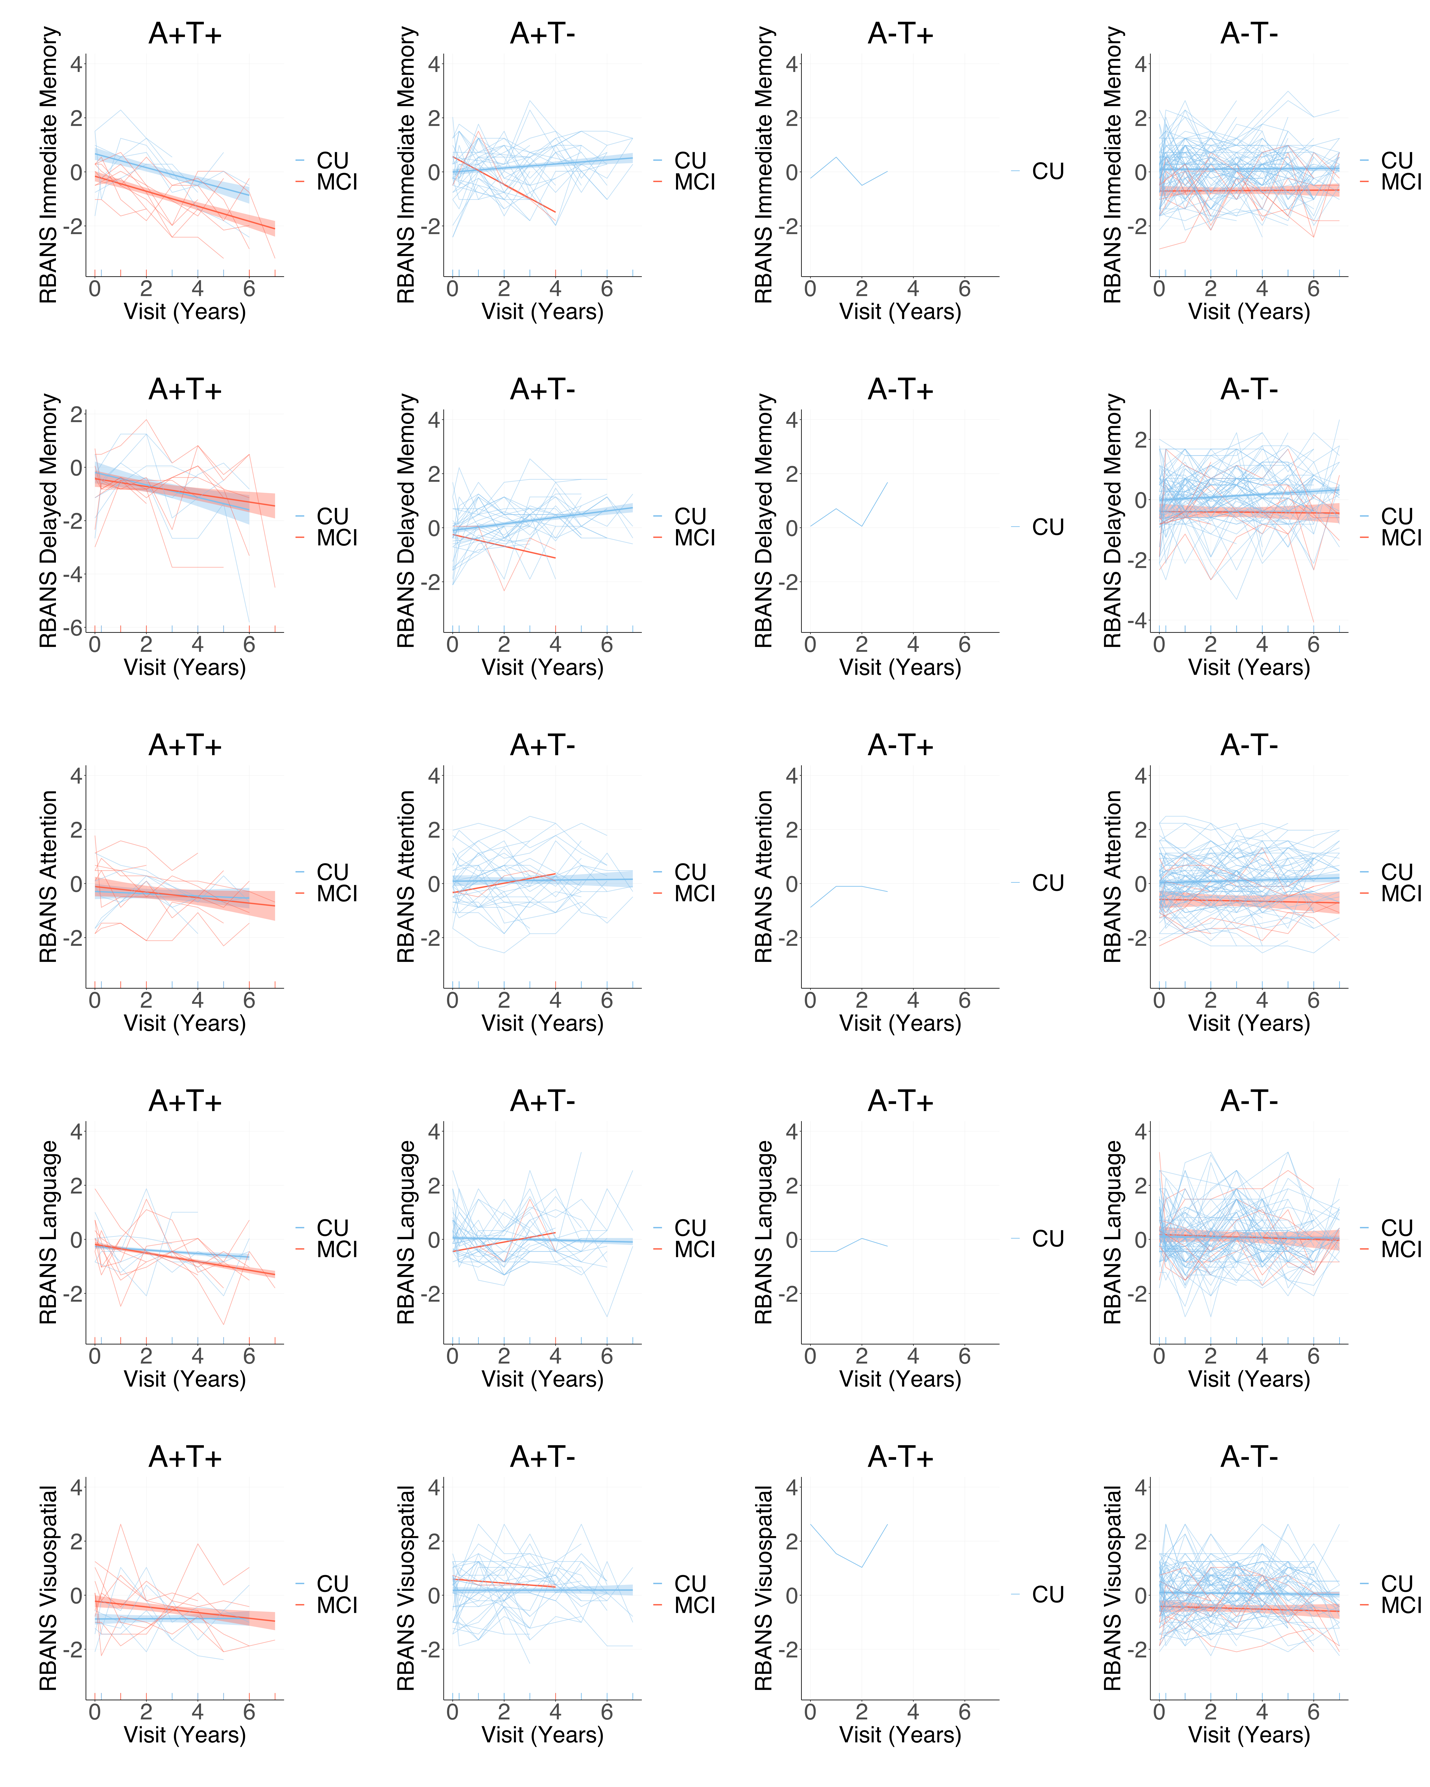 A+T+ A+T- A-T+ A-T-
RBANS Immediate Memory
4
2
0
-2
0 2 4 6
Visit (Years)
CU
MCI
RBANS Immediate Memory
4
2
0
-2
0 2 4 6
Visit (Years)
CU
MCI
RBANS Immediate Memory
4
2
0
-2
0 2 4 6
Visit (Years)
CU
RBANS Immediate Memory
4
2
0
-2
0 2 4 6
Visit (Years)
CU
MCI
A+T+ A+T- A-T+ A-T-
RBANS Delayed Memory
2
0
-2
-4
-6
0 2 4 6
Visit (Years)
CU
MCI
RBANS Delayed Memory
4
2
0
-2
0 2 4 6
Visit (Years)
CU
MCI
RBANS Delayed Memory
4
2
0
-2
0 2 4 6
Visit (Years)
CU
RBANS Delayed Memory
2
0
-2
-4
0 2 4 6
Visit (Years)
CU
MCI
A+T+ A+T- A-T+ A-T-
RBANS Attention
4
2
0
-2
0 2 4 6
Visit (Years)
CU
MCI
RBANS Attention
4
2
0
-2
0 2 4 6
Visit (Years)
CU
MCI
RBANS Attention
4
2
0
-2
0 2 4 6
Visit (Years)
CU
RBANS Attention
4
2
0
-2
0 2 4 6
Visit (Years)
CU
MCI
A+T+ A+T- A-T+ A-T-
RBANS Language
4
2
0
-2
0 2 4 6
Visit (Years)
CU
MCI
RBANS Language
4
2
0
-2
0 2 4 6
Visit (Years)
CU
MCI
RBANS Language
4
2
0
-2
0 2 4 6
Visit (Years)
CU
RBANS Language
4
2
0
-2
0 2 4 6
Visit (Years)
CU
MCI
A+T+ A+T- A-T+ A-T-
RBANS Visuospatial
4
2
0
-2
0 2 4 6
Visit (Years)
CU
MCI
RBANS Visuospatial
4
2
0
-2
0 2 4 6
Visit (Years)
CU
MCI
RBANS Visuospatial
4
2
0
-2
0 2 4 6
Visit (Years)
CU
RBANS Visuospatial
4
2
0
-2
0 2 4 6
Visit (Years)
CU
MCI